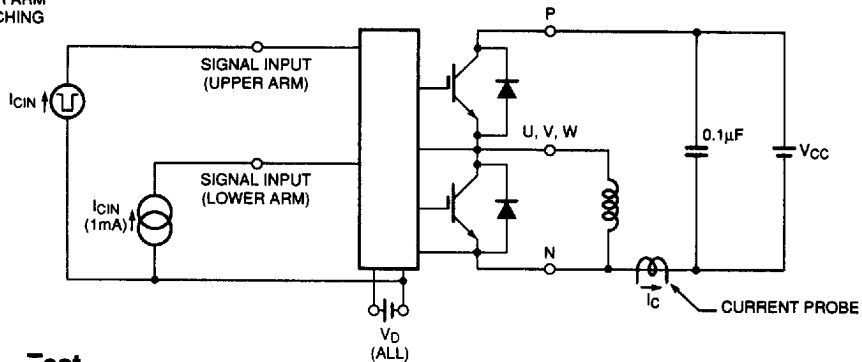 CHING
P
SIGNAL INPUT
(UPPER ARM)
ICIN
U, V, W
0.1µF
VCC
SIGNAL INPUT
(LOWER ARM)
ICIN
(1mA)
N
IC
CURRENT PROBE
VD
(ALL)